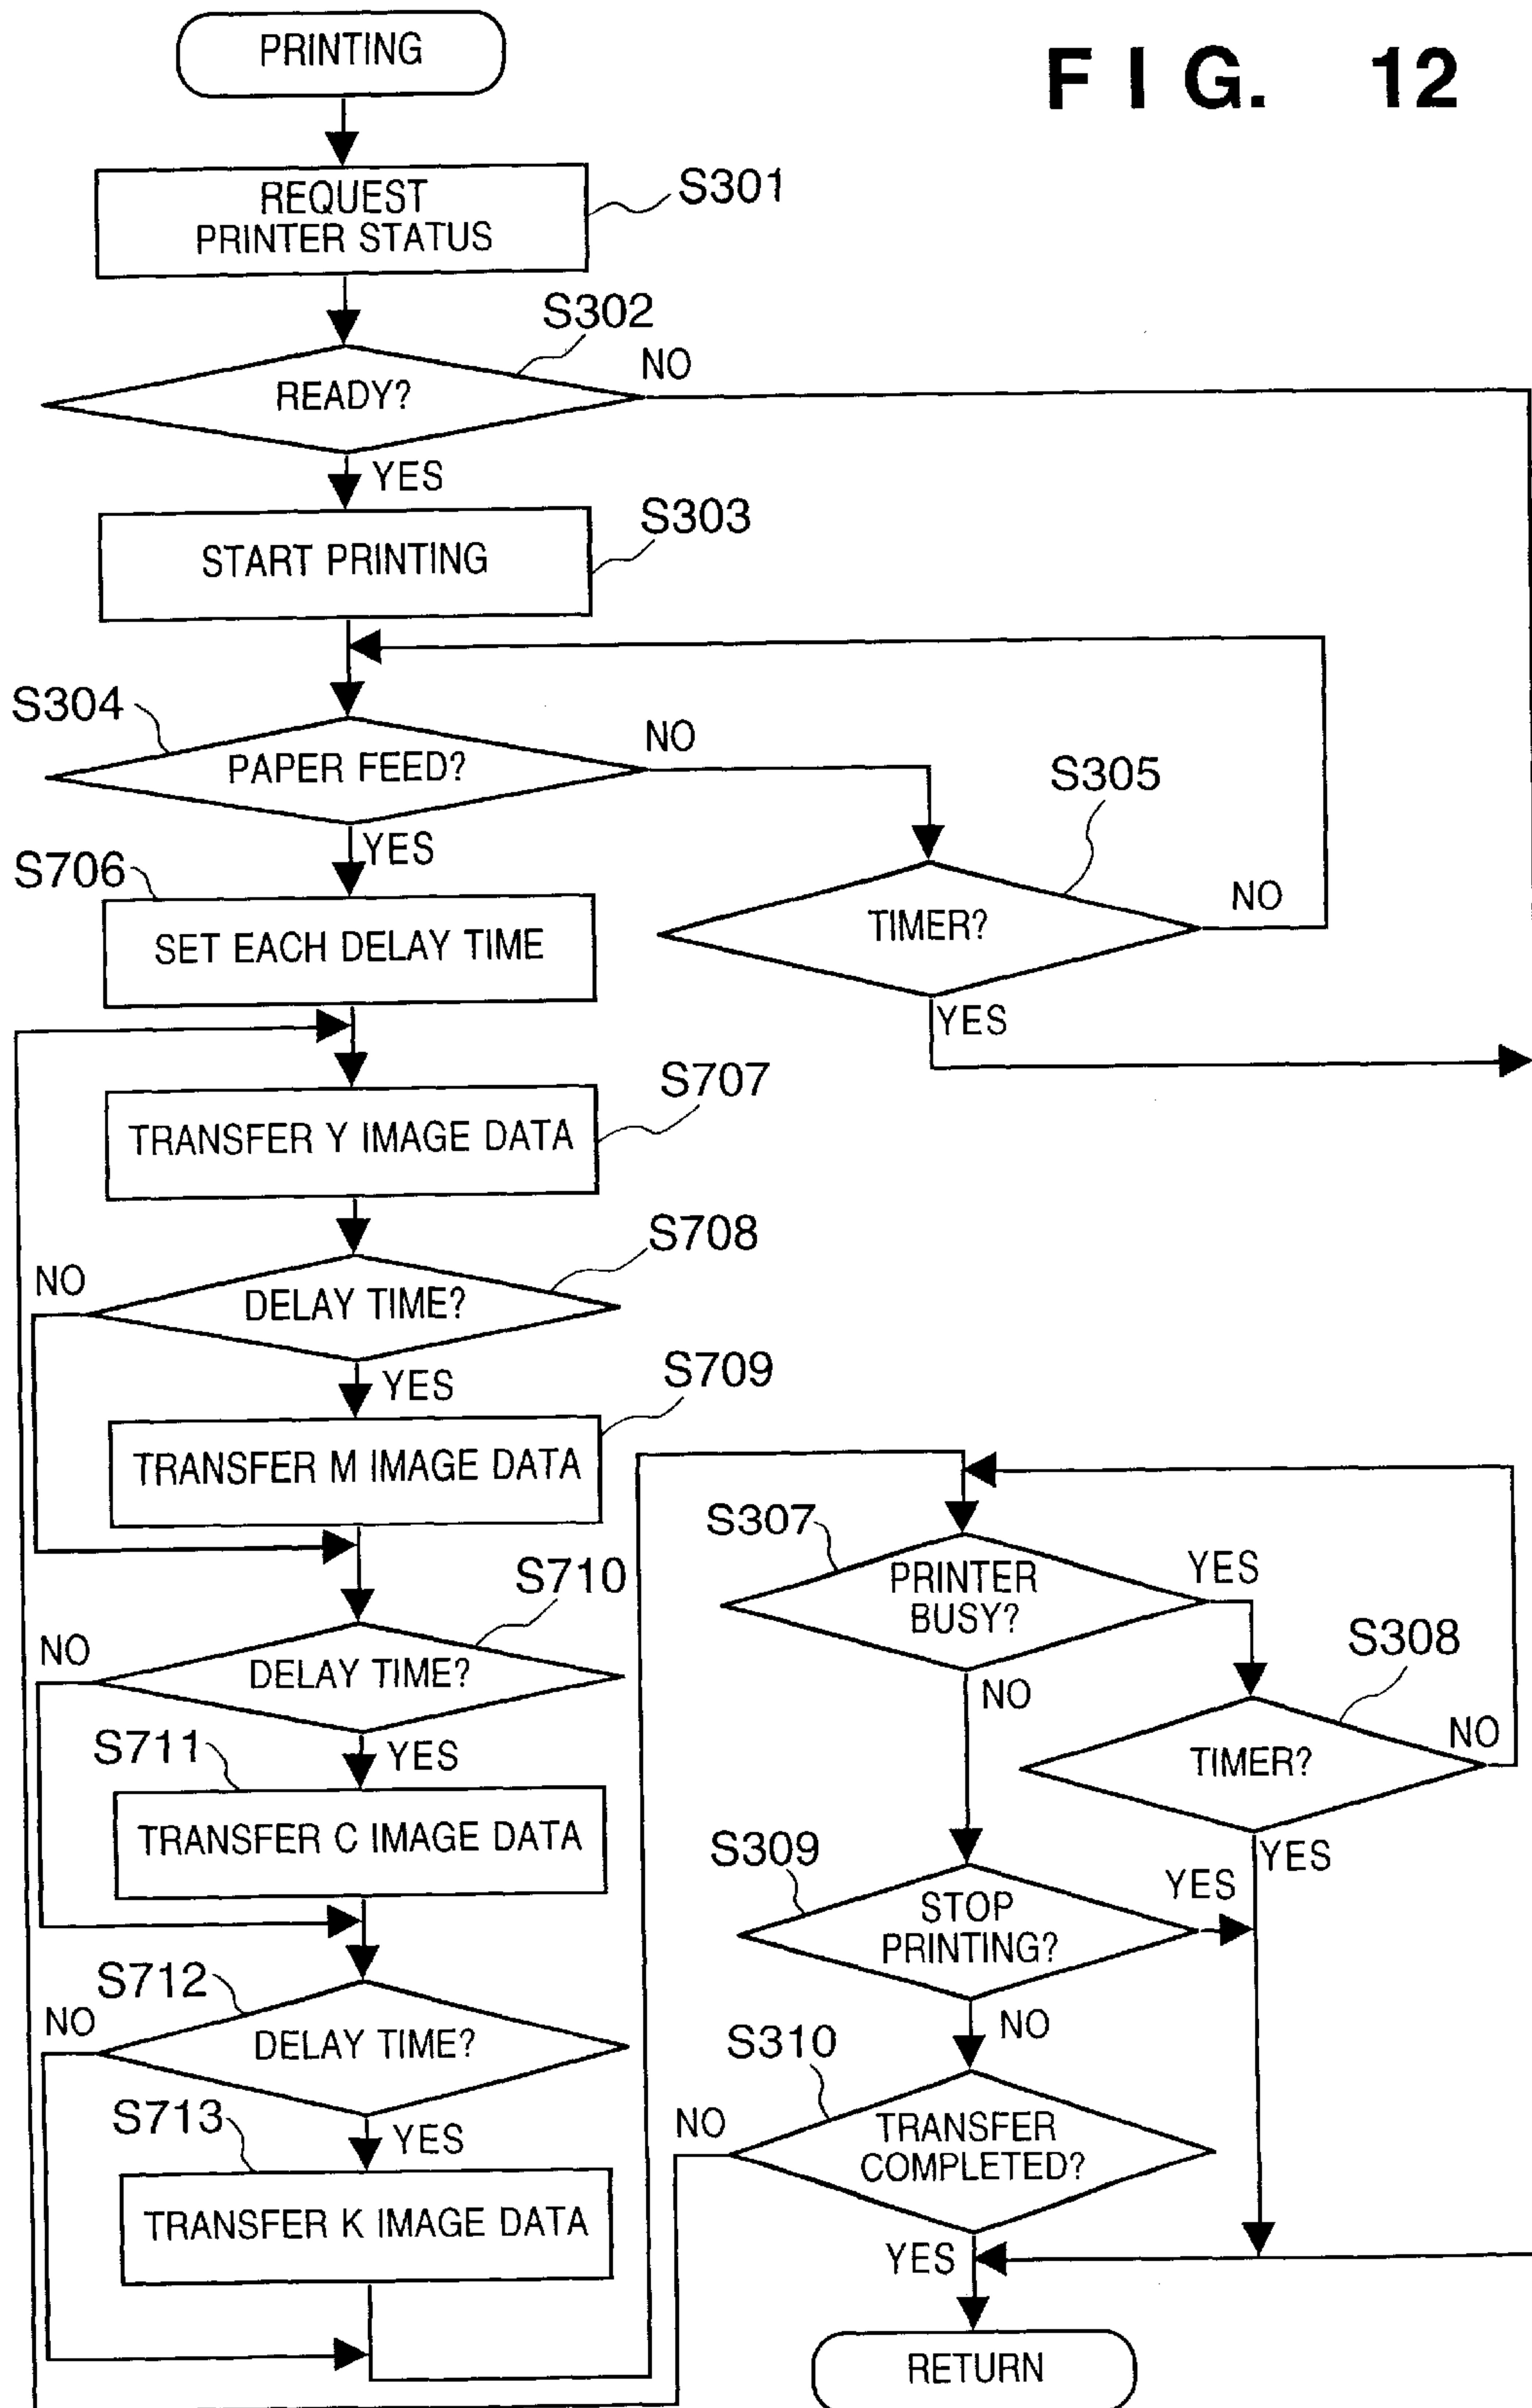 FIG. 12
PRINTING
REQUEST
PRINTER STATUS
S301
S302
READY?
NO
YES
START PRINTING
S303
S304
PAPER FEED?
NO
YES
S305
TIMER?
NO
YES
S706
SET EACH DELAY TIME
TRANSFER Y IMAGE DATA
S707
S708
DELAY TIME?
NO
YES
S709
TRANSFER M IMAGE DATA
S710
DELAY TIME?
NO
YES
S711
TRANSFER C IMAGE DATA
S712
DELAY TIME?
NO
YES
S713
TRANSFER K IMAGE DATA
S307
PRINTER
BUSY?
YES
NO
S308
TIMER?
NO
YES
S309
STOP
PRINTING?
YES
NO
S310
TRANSFER
COMPLETED?
NO
YES
RETURN